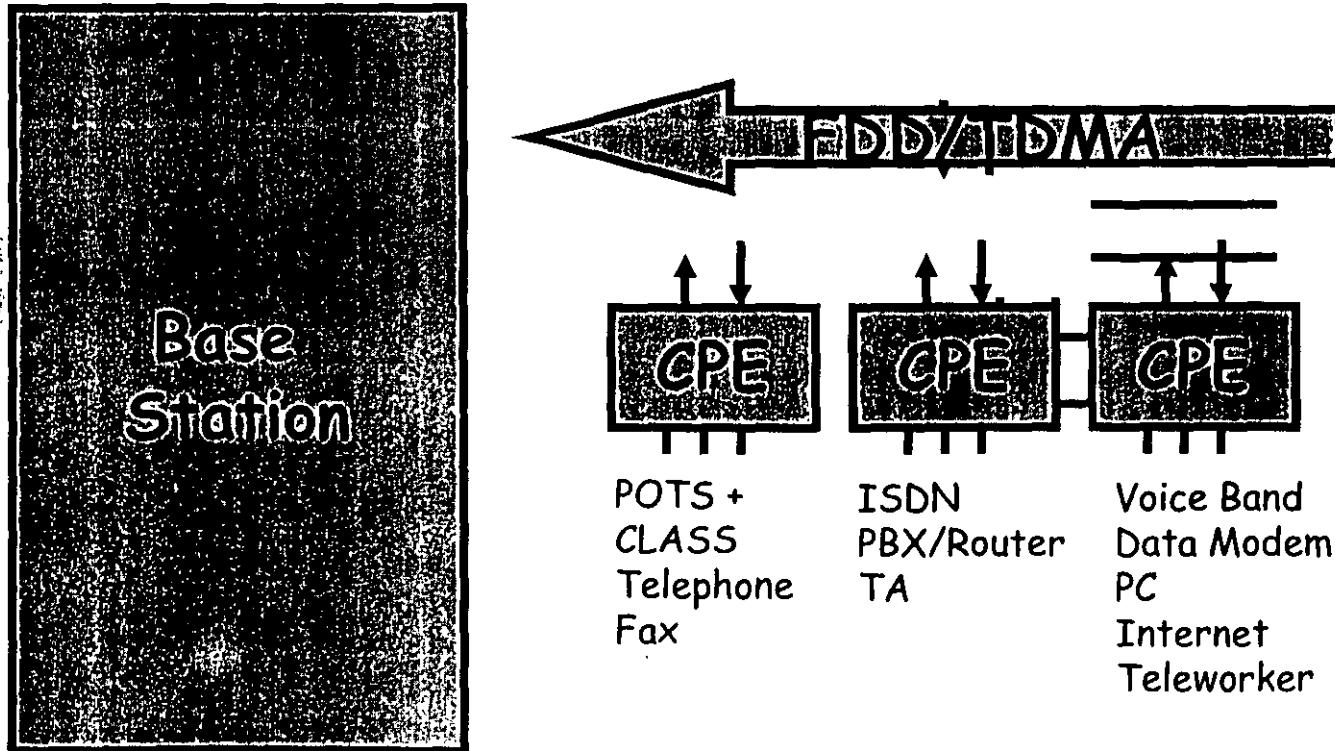 FDD/TDMA
Base
Station
CPE
CPE
CPE
POTS +
CLASS
Telephone
Fax
ISDN
PBX/Router
TA
Voice Band
Data Modem
PC
Internet
Teleworker